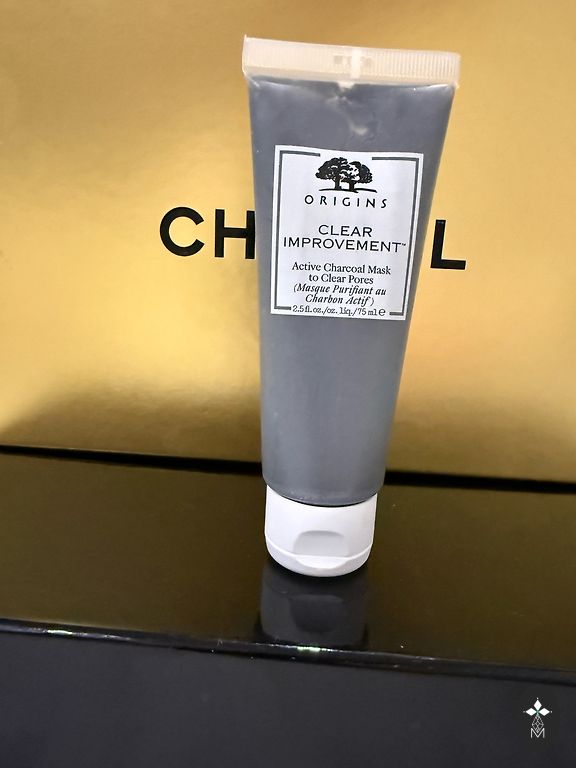 CH L
ORIGINS
CLEAR
IMPROVEMENT™
Active Charcoal Mask
to Clear Pores
(Masque Purifiant au
Charbon Actif)
2.5 fl.oz./oz. liq./75 ml e
M